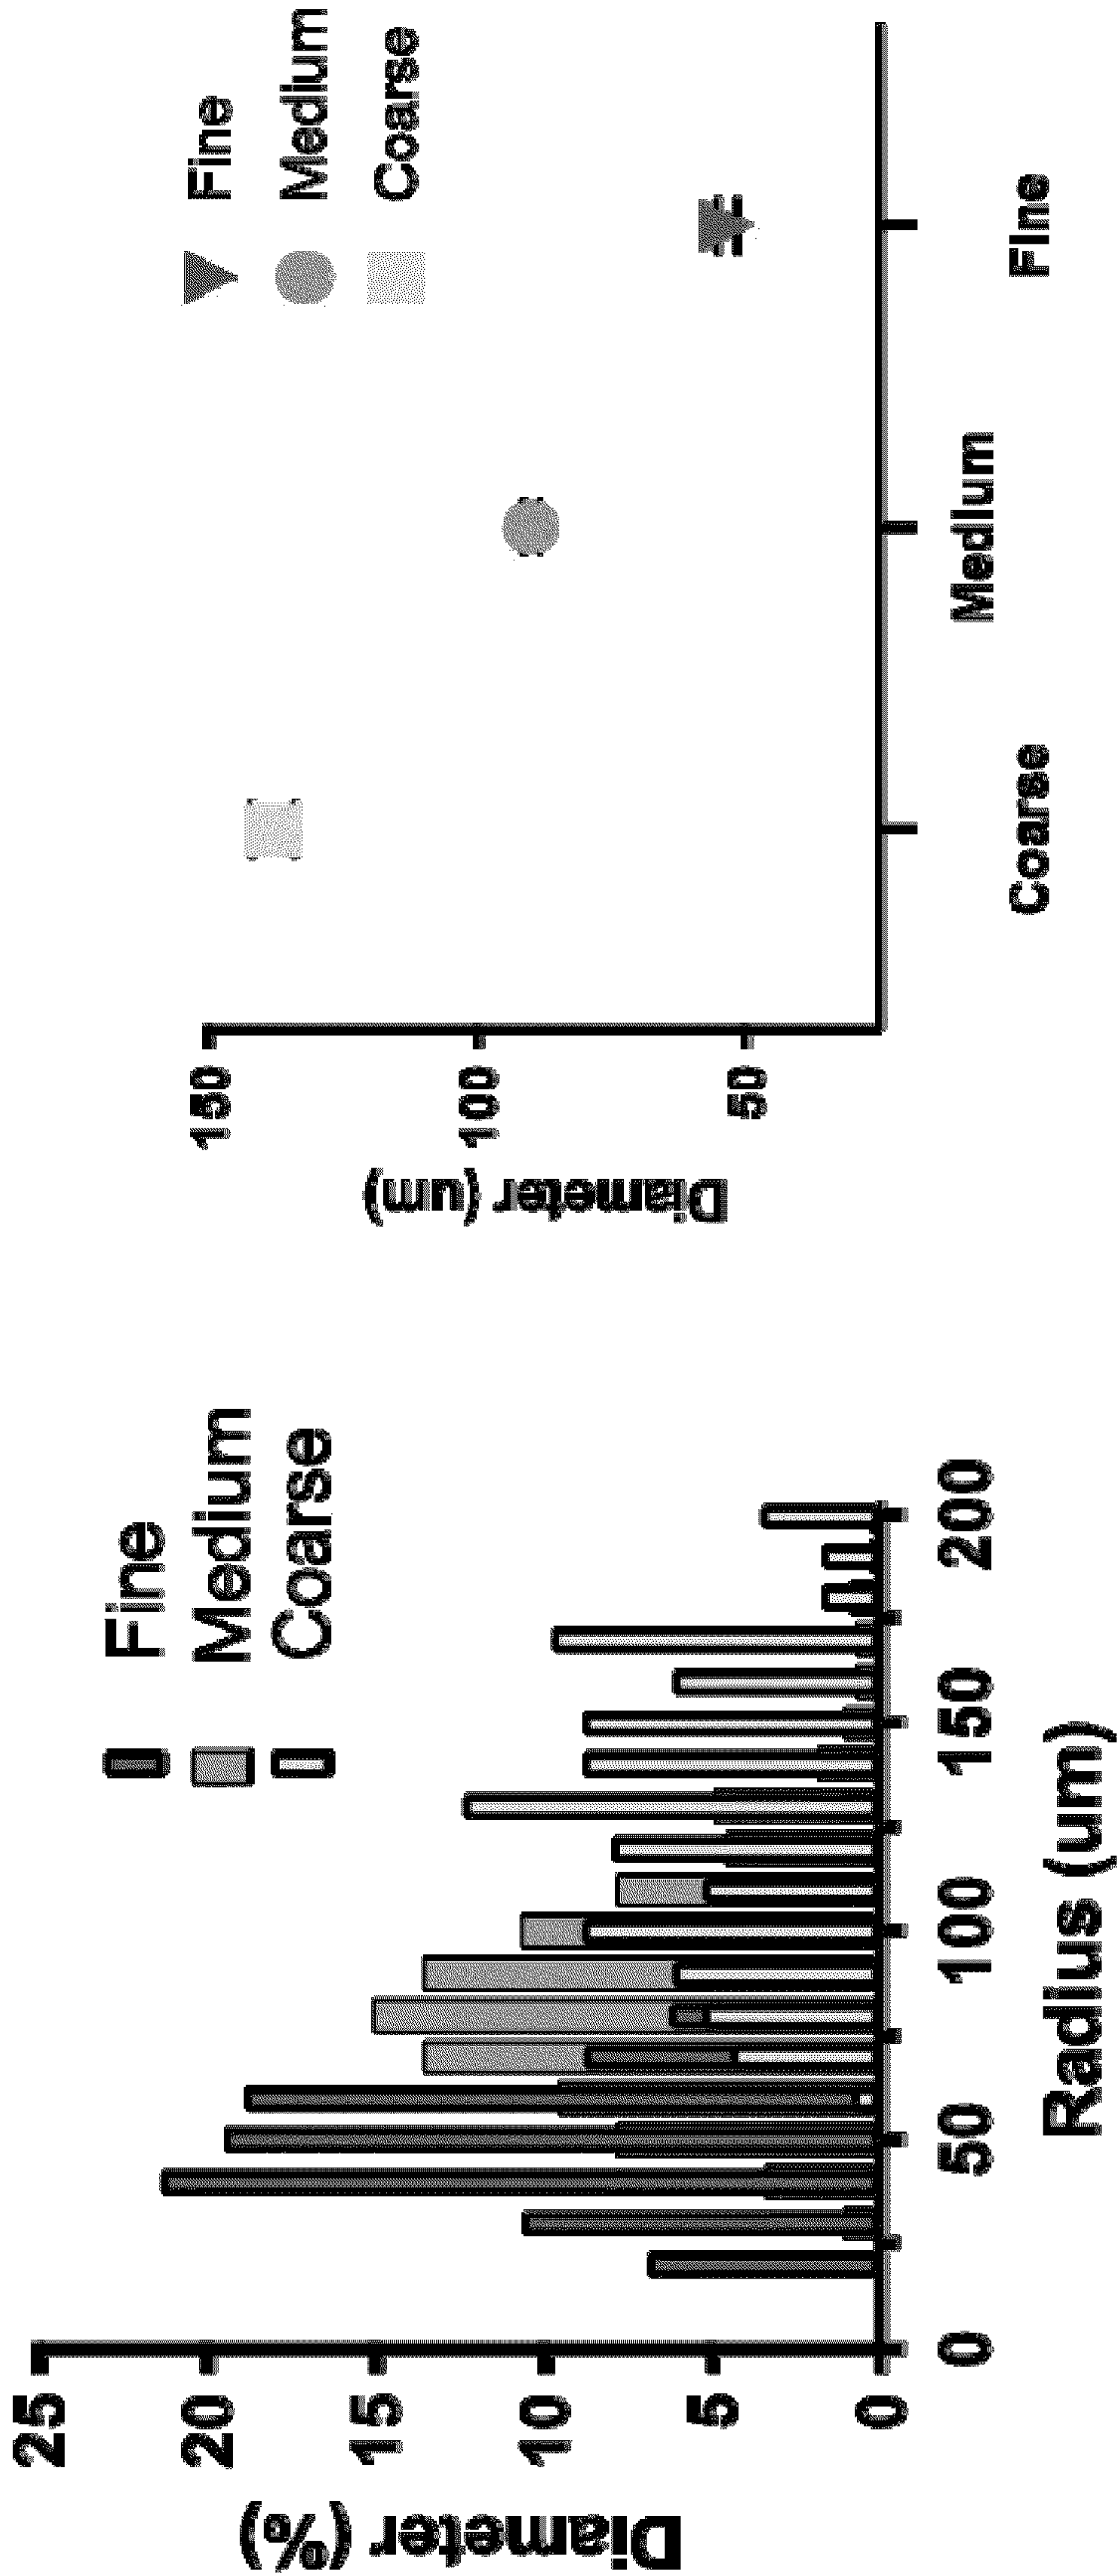 Fine
Medium
Coarse
25
20
15
10
5
0
Diameter (%)
0
50
100
150
200
Radius (um)
Fine
Medium
Coarse
150
100
50
Diameter (um)
Coarse
Medium
Fine